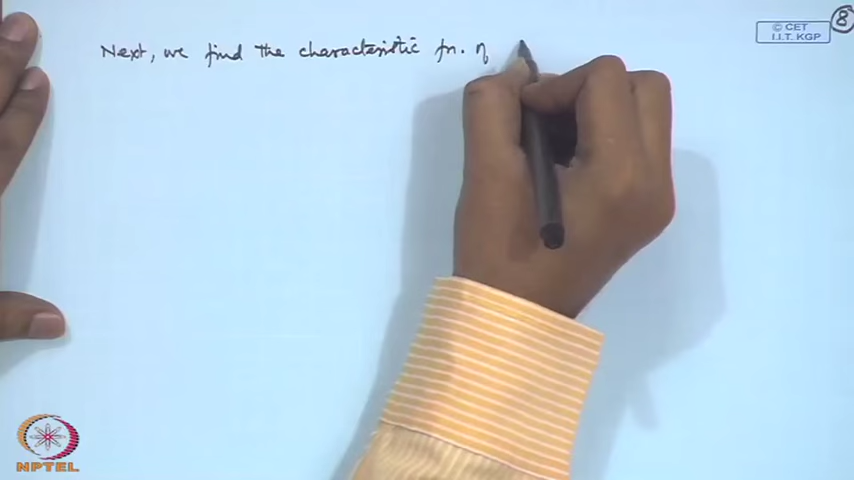 8
© CET
I.I.T. KGP
Next, we find the characteristic fn. of
NPTEL